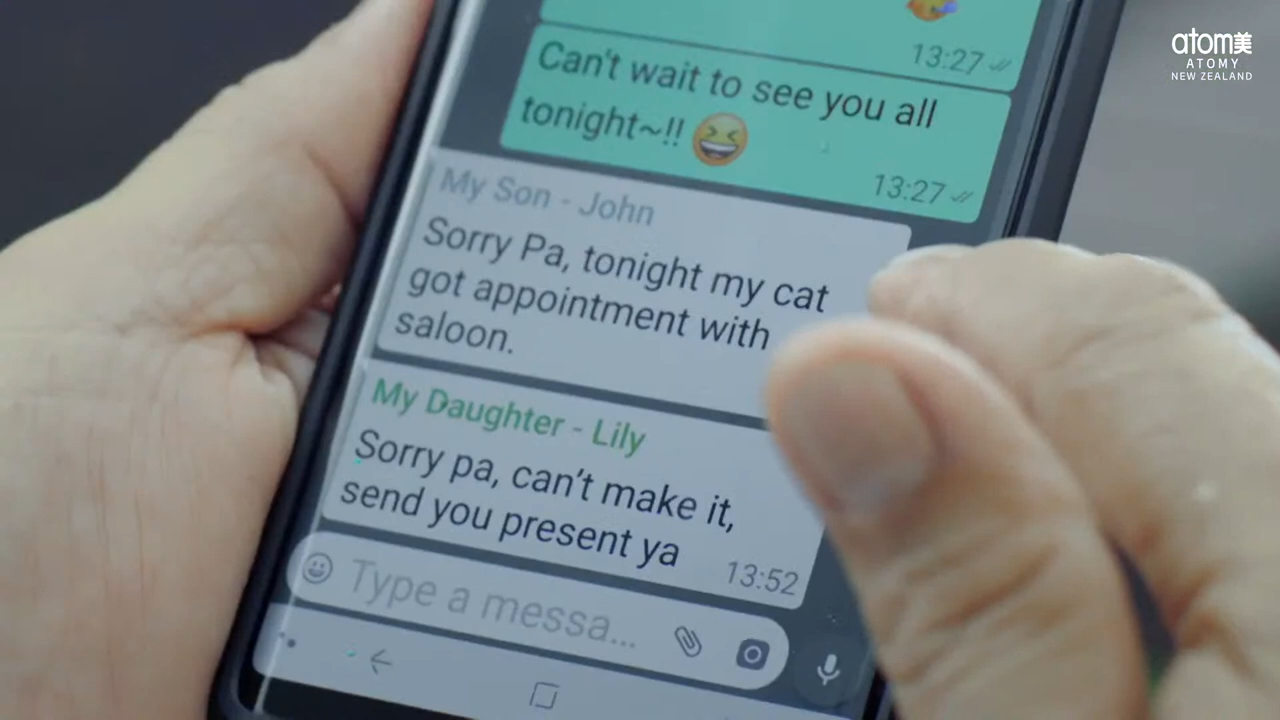 atom美
ATOMY
NEW ZEALAND
13:27
Can't wait to see you all
tonight~!! 😆
13:27
My Son - John
Sorry Pa, tonight my cat
got appointment with
saloon.
My Daughter - Lily
Sorry pa, can't make it,
send you present ya
13:52
Type a messa...